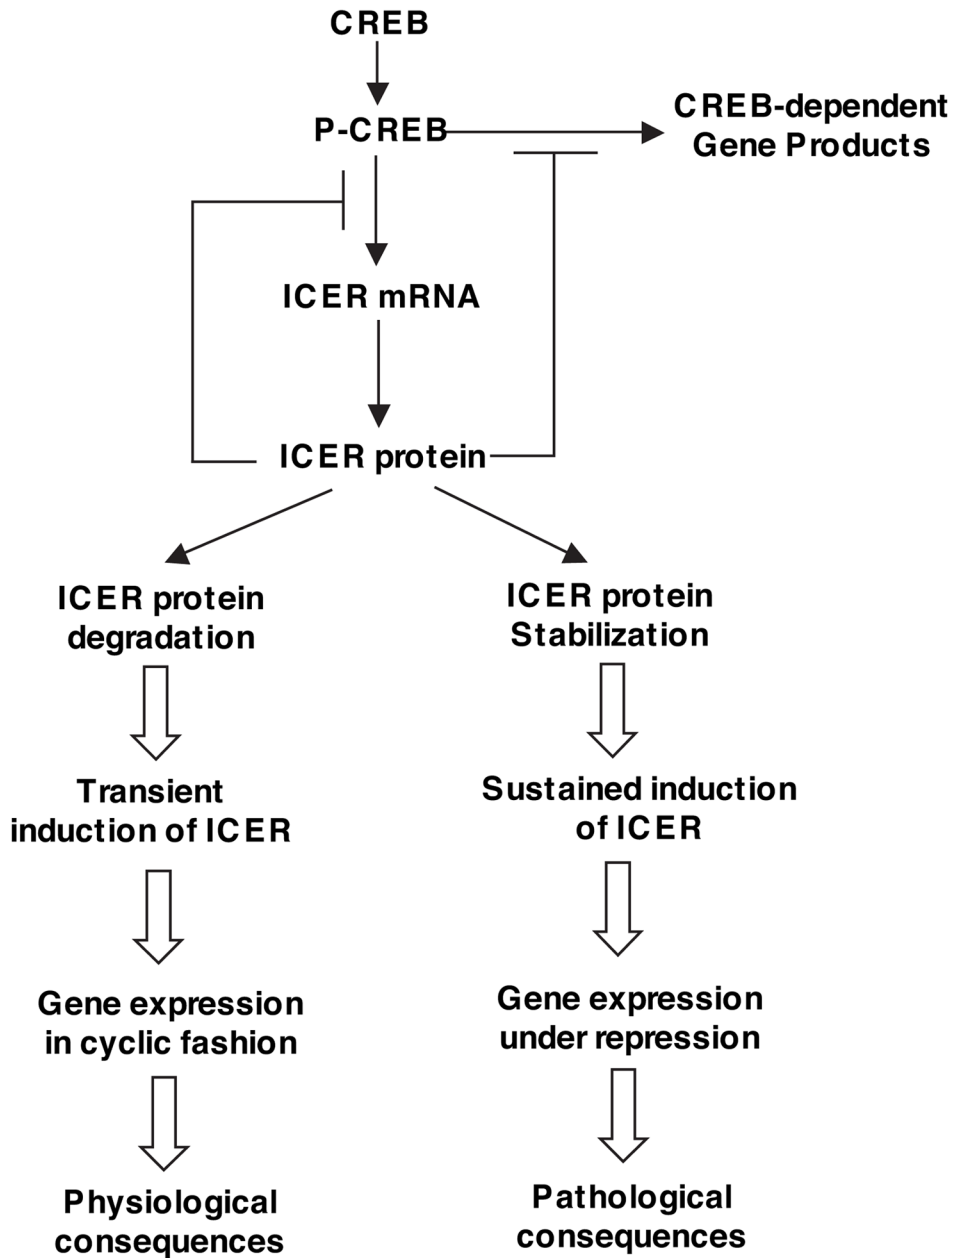 CREB
P-CREB
CREB-dependent
Gene Products
ICER mRNA
ICER protein
ICER protein
degradation
ICER protein
Stabilization
Transient
induction of ICER
Sustained induction
of ICER
Gene expression
in cyclic fashion
Gene expression
under repression
Physiological
consequences
Pathological
consequences